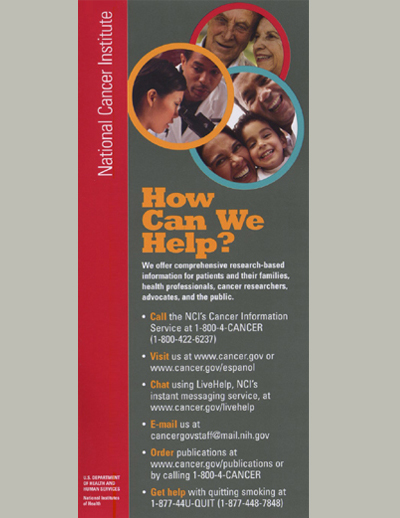 National Cancer Institute
How
Can We
Help?
We offer comprehensive research-based
information for patients and their families,
health professionals, cancer researchers,
advocates, and the public.
• Call the NCI's Cancer Information
Service at 1-800-4-CANCER
(1-800-422-6237)
• Visit us at www.cancer.gov or
www.cancer.gov/espanol
• Chat using LiveHelp, NCI's
instant messaging service, at
www.cancer.gov/livehelp
• E-mail us at
cancergovstaff@mail.nih.gov
• Order publications at
www.cancer.gov/publications or
by calling 1-800-4-CANCER
• Get help with quitting smoking at
1-877-44U-QUIT (1-877-448-7848)
U.S. DEPARTMENT
OF HEALTH AND
HUMAN SERVICES
National Institutes
of Health